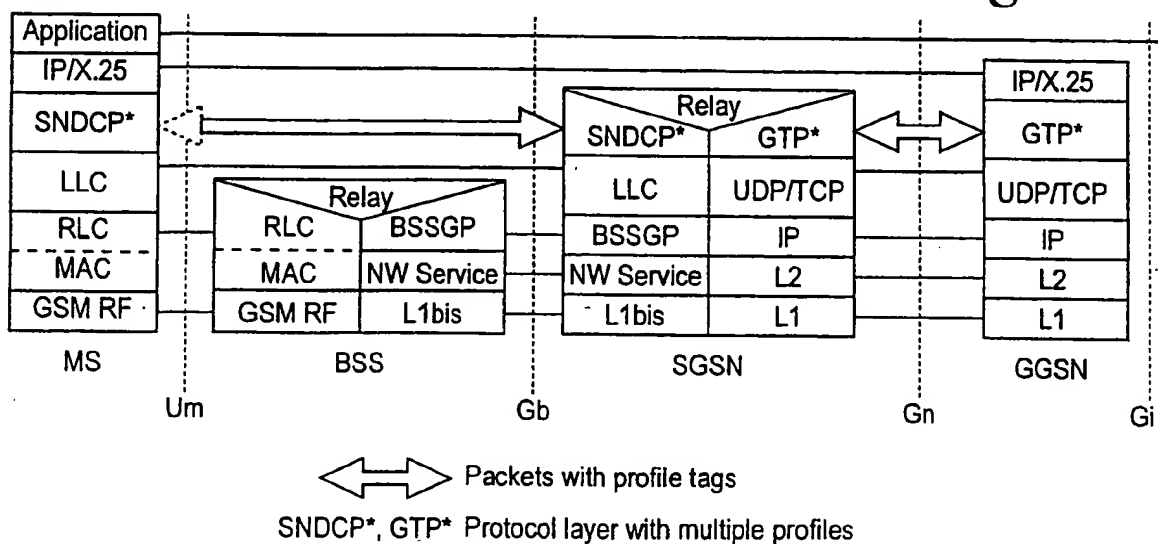 Application
IP/X.25
SNDCP*
LLC
RLC
MAC
GSM RF
MS
Relay
RLC
BSSGP
MAC
NW Service
GSM RF
L1bis
BSS
Relay
SNDCP*
GTP*
LLC
UDP/TCP
BSSGP
IP
NW Service
L2
L1bis
L1
SGSN
IP/X.25
GTP*
UDP/TCP
IP
L2
L1
GGSN
Um
Gb
Gn
Gi
Packets with profile tags
SNDCP*, GTP* Protocol layer with multiple profiles